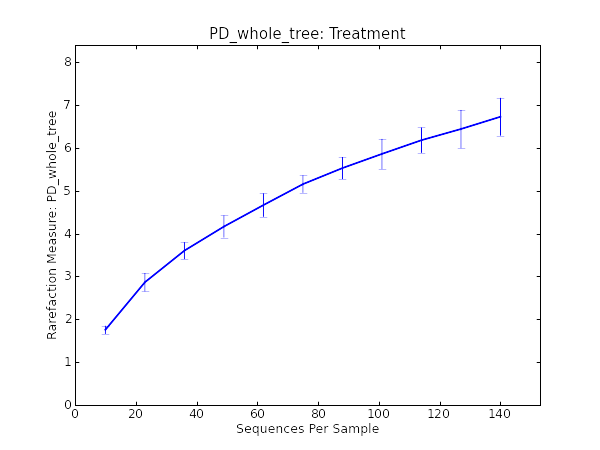 PD_whole_tree: Treatment
8
7
6
5
4
3
2
1
0
Rarefaction Measure: PD_whole_tree
0 20 40 60 80 100 120 140
Sequences Per Sample